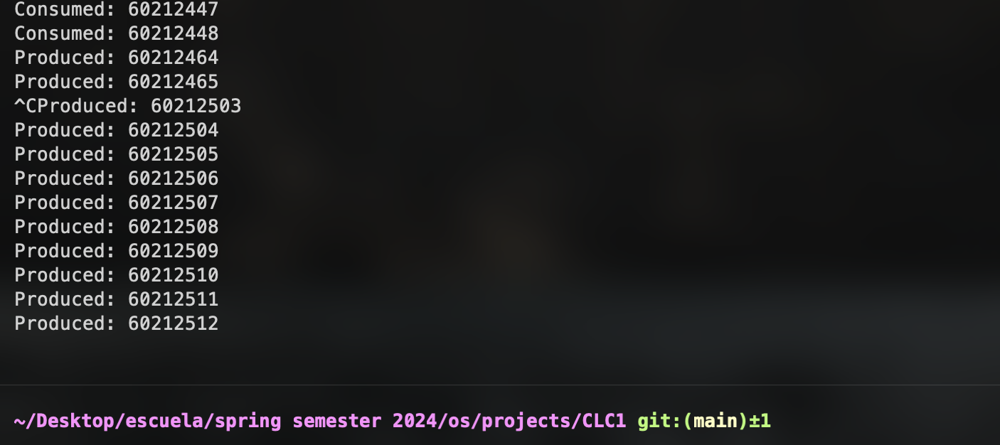 Consumed: 60212447
Consumed: 60212448
Produced: 60212464
Produced: 60212465
^CProduced: 60212503
Produced: 60212504
Produced: 60212505
Produced: 60212506
Produced: 60212507
Produced: 60212508
Produced: 60212509
Produced: 60212510
Produced: 60212511
Produced: 60212512
~/Desktop/escuela/spring semester 2024/os/projects/CLC1 git:(main)±1